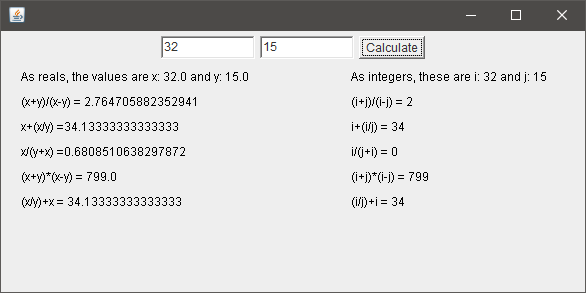 32 15 Calculate
As reals, the values are x: 32.0 and y: 15.0 As integers, these are i: 32 and j: 15
(x+y)/(x-y) = 2.764705882352941 (i+j)/(i-j) = 2
x+(x/y) =34.13333333333333 i+(i/j) = 34
x/(y+x) =0.6808510638297872 i/(j+i) = 0
(x+y)*(x-y) = 799.0 (i+j)*(i-j) = 799
(x/y)+x = 34.13333333333333 (i/j)+i = 34